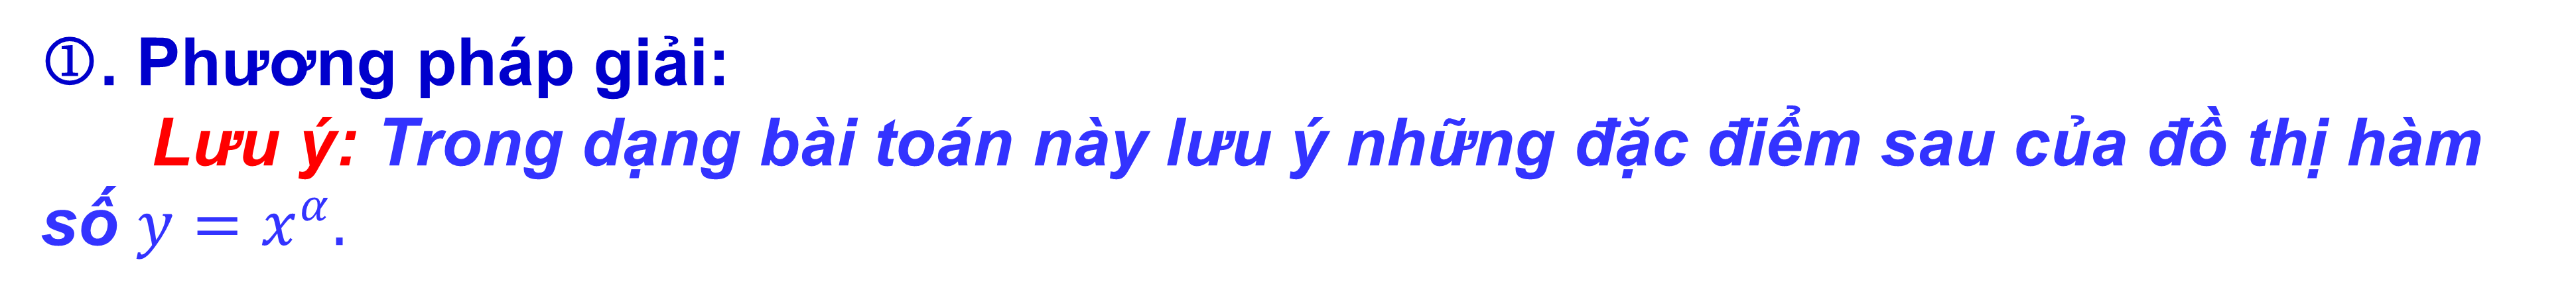 ①. Phương pháp giải:
Lưu ý: Trong dạng bài toán này lưu ý những đặc điểm sau của đồ thị hàm
số 𝑦 = 𝑥^𝛼.